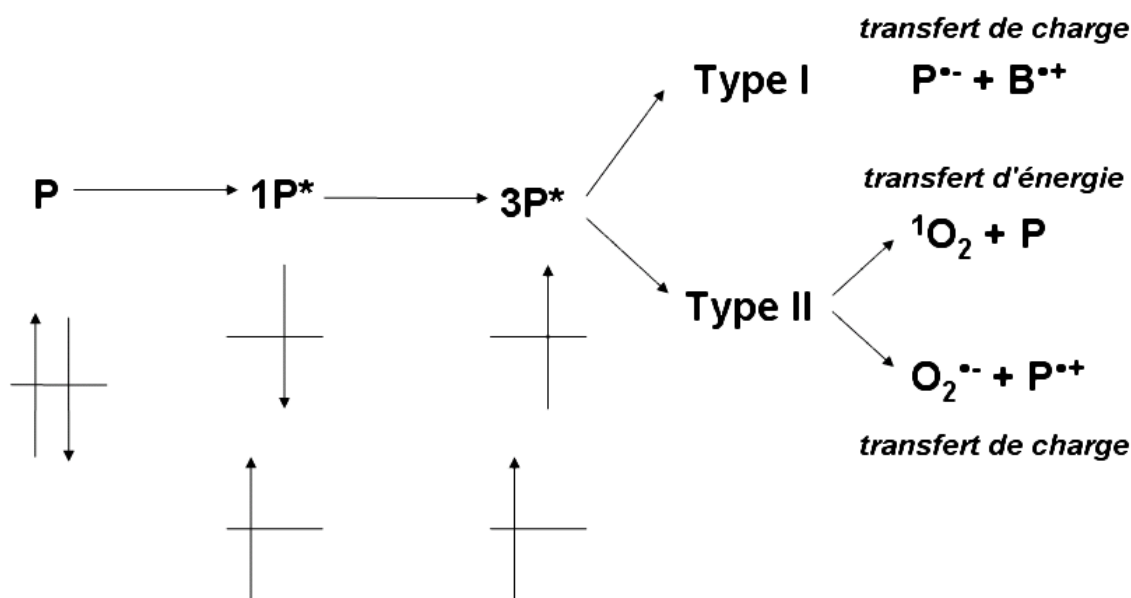 transfert de charge
Type I P•- + B•+
transfert d'énergie
P 1P* 3P*
¹O₂ + P
Type II
O₂•- + P•+
transfert de charge